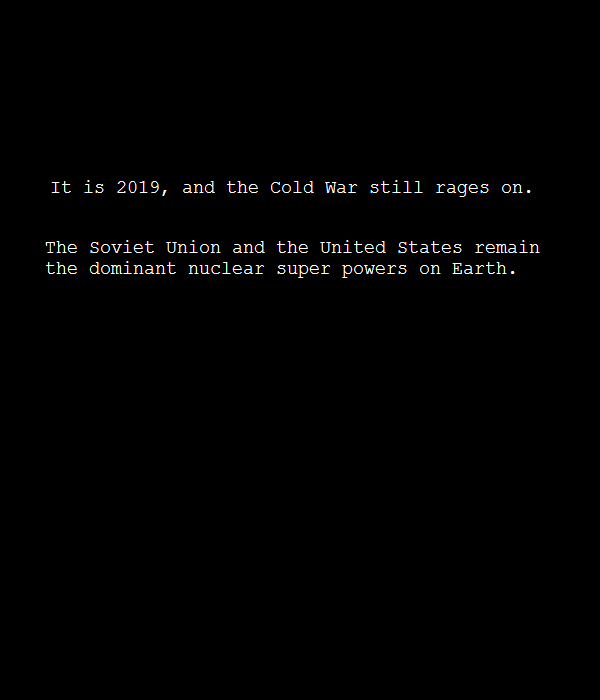 It is 2019, and the Cold War still rages on.
The Soviet Union and the United States remain
the dominant nuclear super powers on Earth.